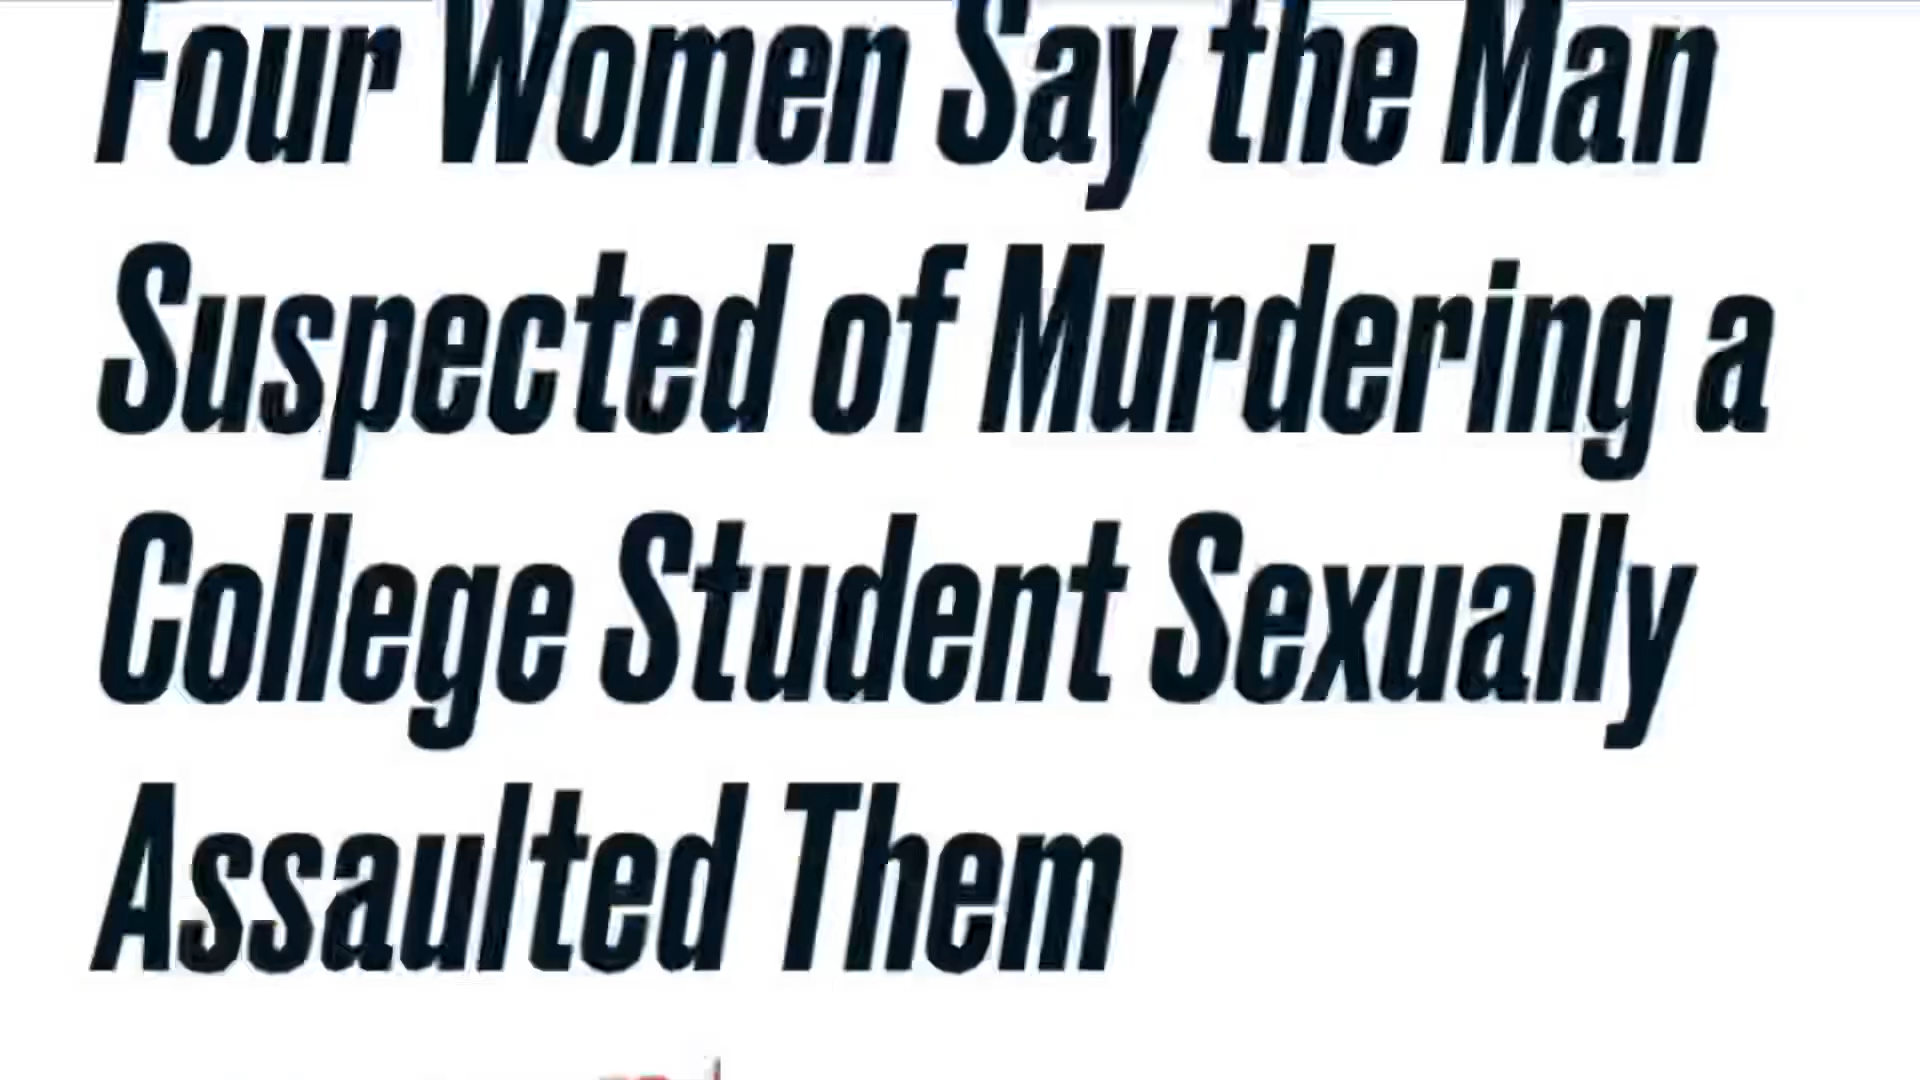 Four Women Say the Man
Suspected of Murdering a
College Student Sexually
Assaulted Them